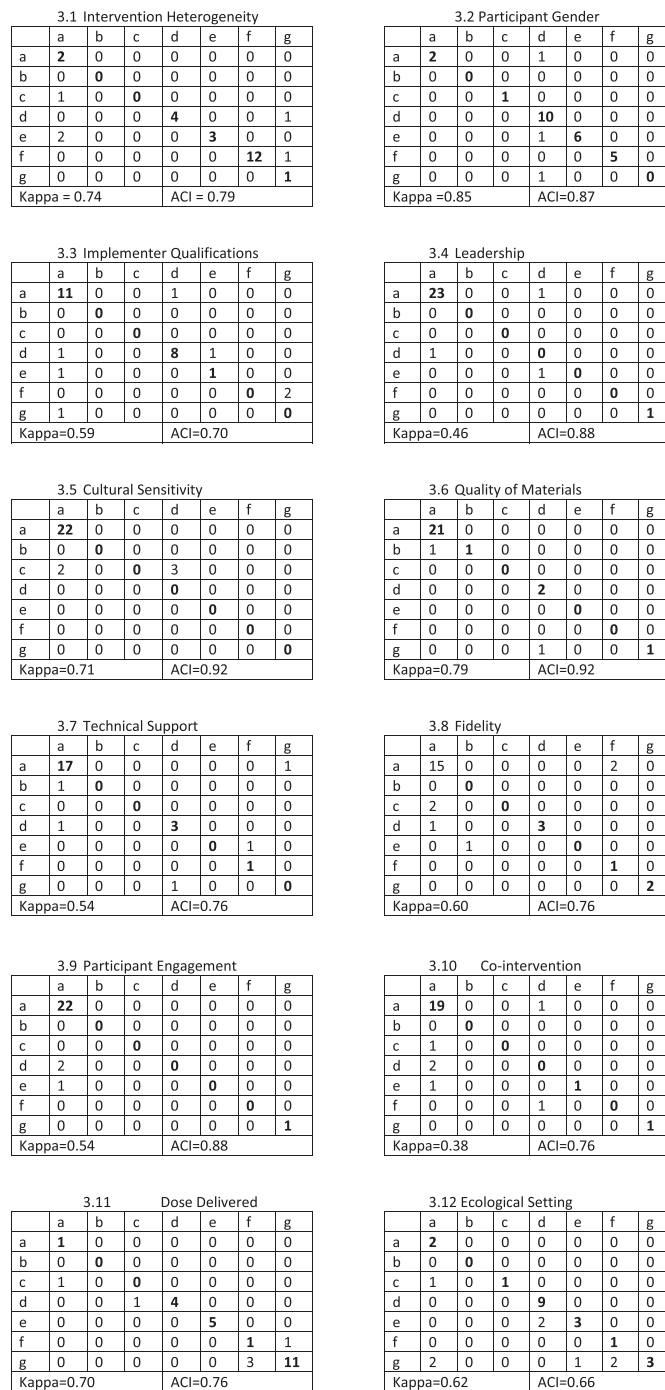 3.1 Intervention Heterogeneity
a b c d e f g
a 2 0 0 0 0 0 0
b 0 0 0 0 0 0 0
c 1 0 0 0 0 0 0
d 0 0 0 4 0 0 1
e 2 0 0 0 3 0 0
f 0 0 0 0 0 12 1
g 0 0 0 0 0 0 1
Kappa = 0.74 ACI = 0.79
3.2 Participant Gender
a b c d e f g
a 2 0 0 1 0 0 0
b 0 0 0 0 0 0 0
c 0 0 1 0 0 0 0
d 0 0 0 10 0 0 0
e 0 0 0 1 6 0 0
f 0 0 0 0 0 5 0
g 0 0 0 1 0 0 0
Kappa =0.85 ACI=0.87
3.3 Implementer Qualifications
a b c d e f g
a 11 0 0 1 0 0 0
b 0 0 0 0 0 0 0
c 0 0 0 0 0 0 0
d 1 0 0 8 1 0 0
e 1 0 0 0 1 0 0
f 0 0 0 0 0 0 2
g 1 0 0 0 0 0 0
Kappa=0.59 ACI=0.70
3.4 Leadership
a b c d e f g
a 23 0 0 1 0 0 0
b 0 0 0 0 0 0 0
c 0 0 0 0 0 0 0
d 1 0 0 0 0 0 0
e 0 0 0 1 0 0 0
f 0 0 0 0 0 0 0
g 0 0 0 0 0 0 1
Kappa=0.46 ACI=0.88
3.5 Cultural Sensitivity
a b c d e f g
a 22 0 0 0 0 0 0
b 0 0 0 0 0 0 0
c 2 0 0 3 0 0 0
d 0 0 0 0 0 0 0
e 0 0 0 0 0 0 0
f 0 0 0 0 0 0 0
g 0 0 0 0 0 0 0
Kappa=0.71 ACI=0.92
3.6 Quality of Materials
a b c d e f g
a 21 0 0 0 0 0 0
b 1 1 0 0 0 0 0
c 0 0 0 0 0 0 0
d 0 0 0 2 0 0 0
e 0 0 0 0 0 0 0
f 0 0 0 0 0 0 0
g 0 0 0 1 0 0 1
Kappa=0.79 ACI=0.92
3.7 Technical Support
a b c d e f g
a 17 0 0 0 0 0 1
b 1 0 0 0 0 0 0
c 0 0 0 0 0 0 0
d 1 0 0 3 0 0 0
e 0 0 0 0 0 1 0
f 0 0 0 0 0 1 0
g 0 0 0 1 0 0 0
Kappa=0.54 ACI=0.76
3.8 Fidelity
a b c d e f g
a 15 0 0 0 0 2 0
b 0 0 0 0 0 0 0
c 2 0 0 0 0 0 0
d 1 0 0 3 0 0 0
e 0 1 0 0 0 0 0
f 0 0 0 0 0 1 0
g 0 0 0 0 0 0 2
Kappa=0.60 ACI=0.76
3.9 Participant Engagement
a b c d e f g
a 22 0 0 0 0 0 0
b 0 0 0 0 0 0 0
c 0 0 0 0 0 0 0
d 2 0 0 0 0 0 0
e 1 0 0 0 0 0 0
f 0 0 0 0 0 0 0
g 0 0 0 0 0 0 1
Kappa=0.54 ACI=0.88
3.10 Co-intervention
a b c d e f g
a 19 0 0 1 0 0 0
b 0 0 0 0 0 0 0
c 1 0 0 0 0 0 0
d 2 0 0 0 0 0 0
e 1 0 0 0 1 0 0
f 0 0 0 1 0 0 0
g 0 0 0 0 0 0 1
Kappa=0.38 ACI=0.76
3.11 Dose Delivered
a b c d e f g
a 1 0 0 0 0 0 0
b 0 0 0 0 0 0 0
c 1 0 0 0 0 0 0
d 0 0 1 4 0 0 0
e 0 0 0 0 5 0 0
f 0 0 0 0 0 1 1
g 0 0 0 0 0 3 11
Kappa=0.70 ACI=0.76
3.12 Ecological Setting
a b c d e f g
a 2 0 0 0 0 0 0
b 0 0 0 0 0 0 0
c 1 0 1 0 0 0 0
d 0 0 0 9 0 0 0
e 0 0 0 2 3 0 0
f 0 0 0 0 0 1 0
g 2 0 0 0 1 2 3
Kappa=0.62 ACI=0.66